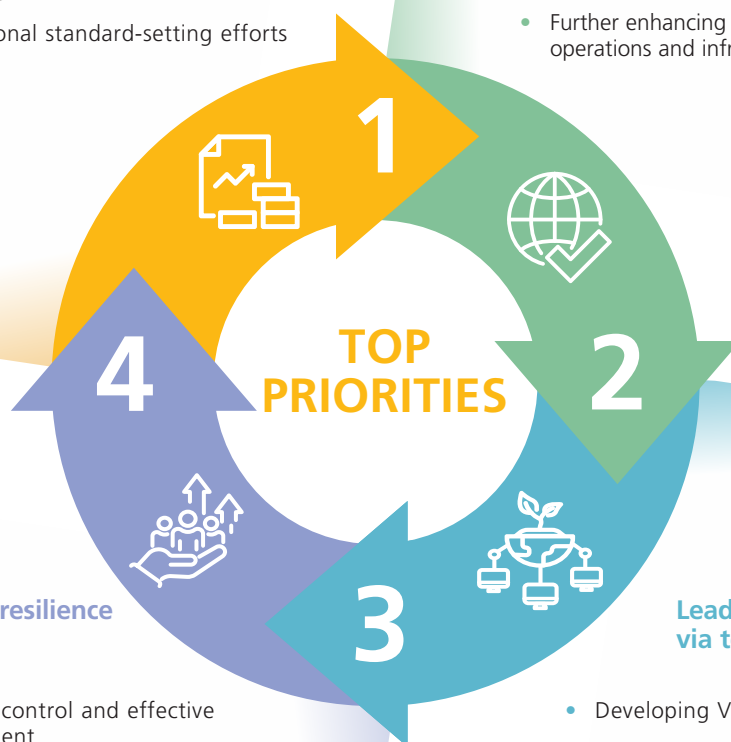 onal standard-setting efforts
• Further enhancing
operations and infr
1
TOP
PRIORITIES
4
2
3
resilience
control and effective
ent
Lead
via t
• Developing V